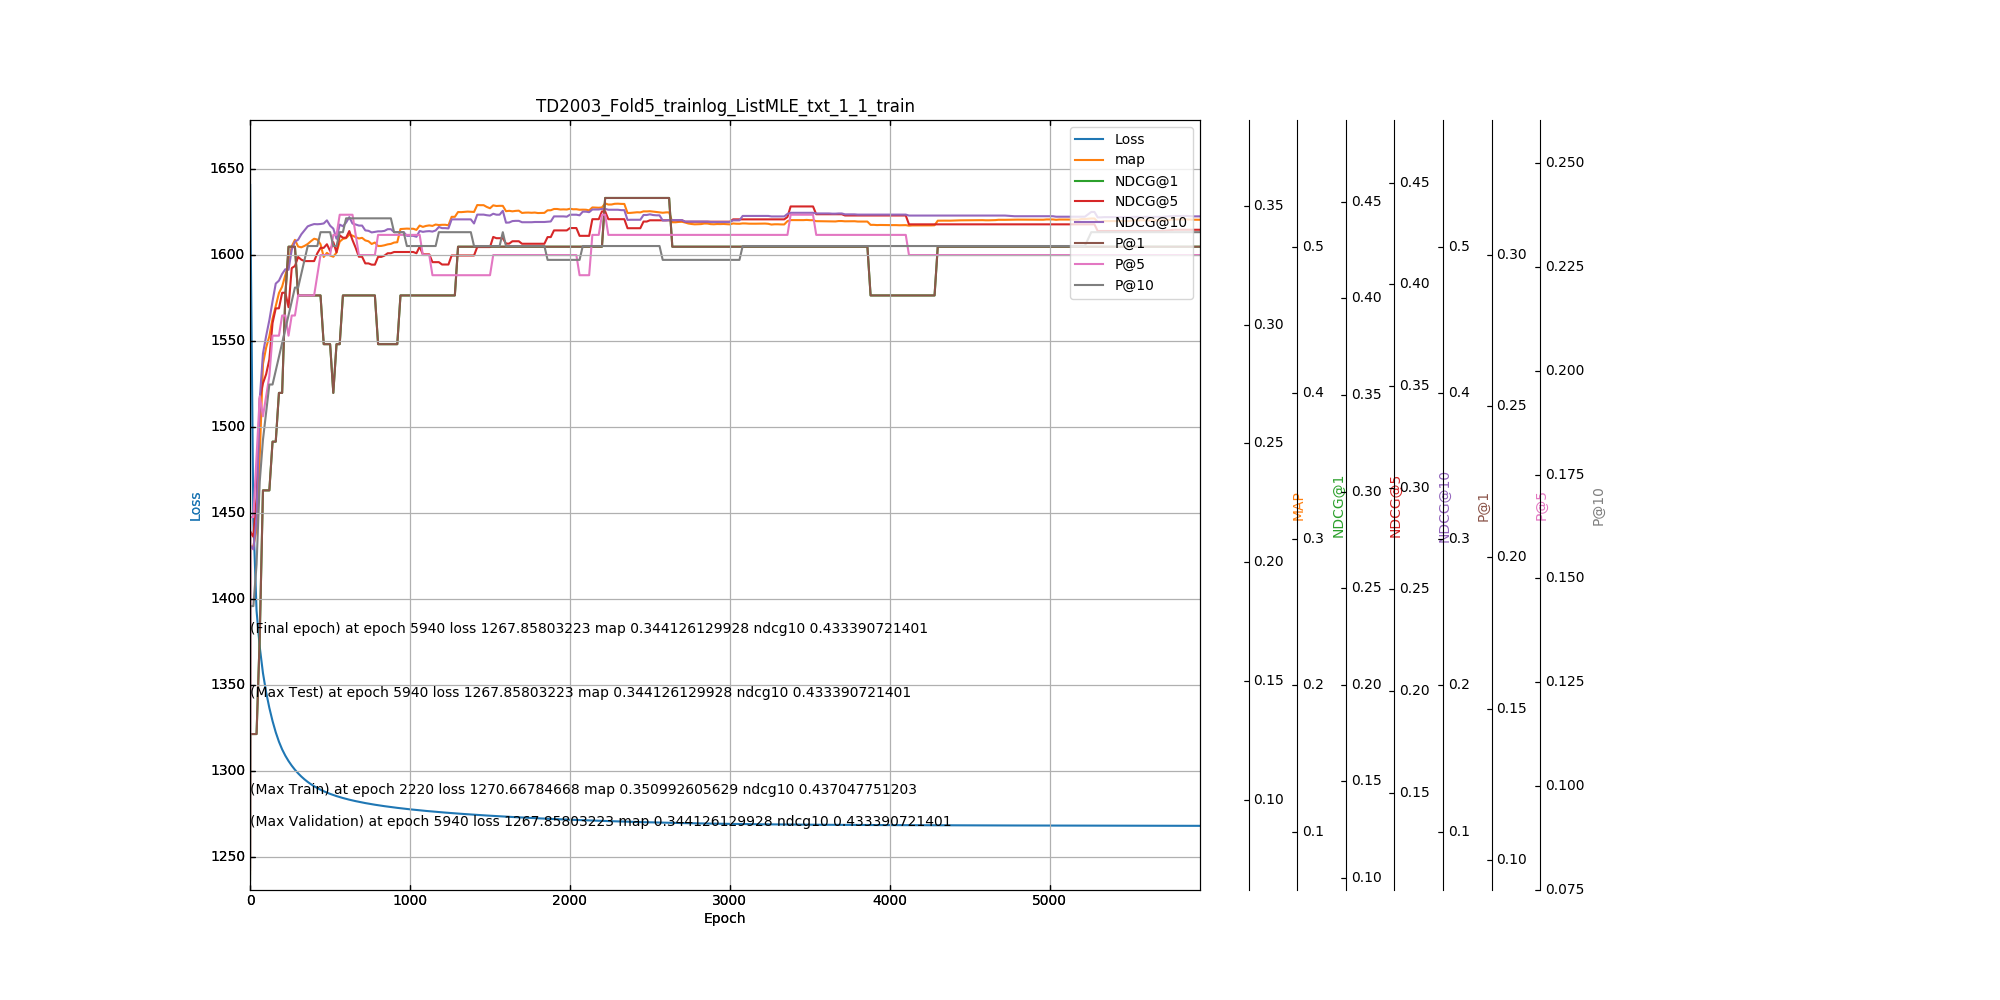 TD2003_Fold5_trainlog_ListMLE_txt_1_1_train
Loss
map
NDCG@1
NDCG@5
NDCG@10
P@1
P@5
P@10
1650
1600
1550
1500
1450
1400
1350
1300
1250
Loss
(Final epoch) at epoch 5940 loss 1267.85803223 map 0.344126129928 ndcg10 0.433390721401
(Max Test) at epoch 5940 loss 1267.85803223 map 0.344126129928 ndcg10 0.433390721401
(Max Train) at epoch 2220 loss 1270.66784668 map 0.350992605629 ndcg10 0.437047751203
(Max Validation) at epoch 5940 loss 1267.85803223 map 0.344126129928 ndcg10 0.433390721401
0 1000 2000 3000 4000 5000
Epoch
0.35
0.30
0.25
0.20
0.15
0.10
MAP
0.5
0.4
0.3
0.2
0.1
NDCG@1
0.45
0.40
0.35
0.30
0.25
0.20
0.15
0.10
NDCG@5
0.45
0.40
0.35
0.30
0.25
0.20
0.15
NDCG@10
0.5
0.4
0.3
0.2
0.1
P@1
0.30
0.25
0.20
0.15
0.10
P@5
0.250
0.225
0.200
0.175
0.150
0.125
0.100
0.075
P@10